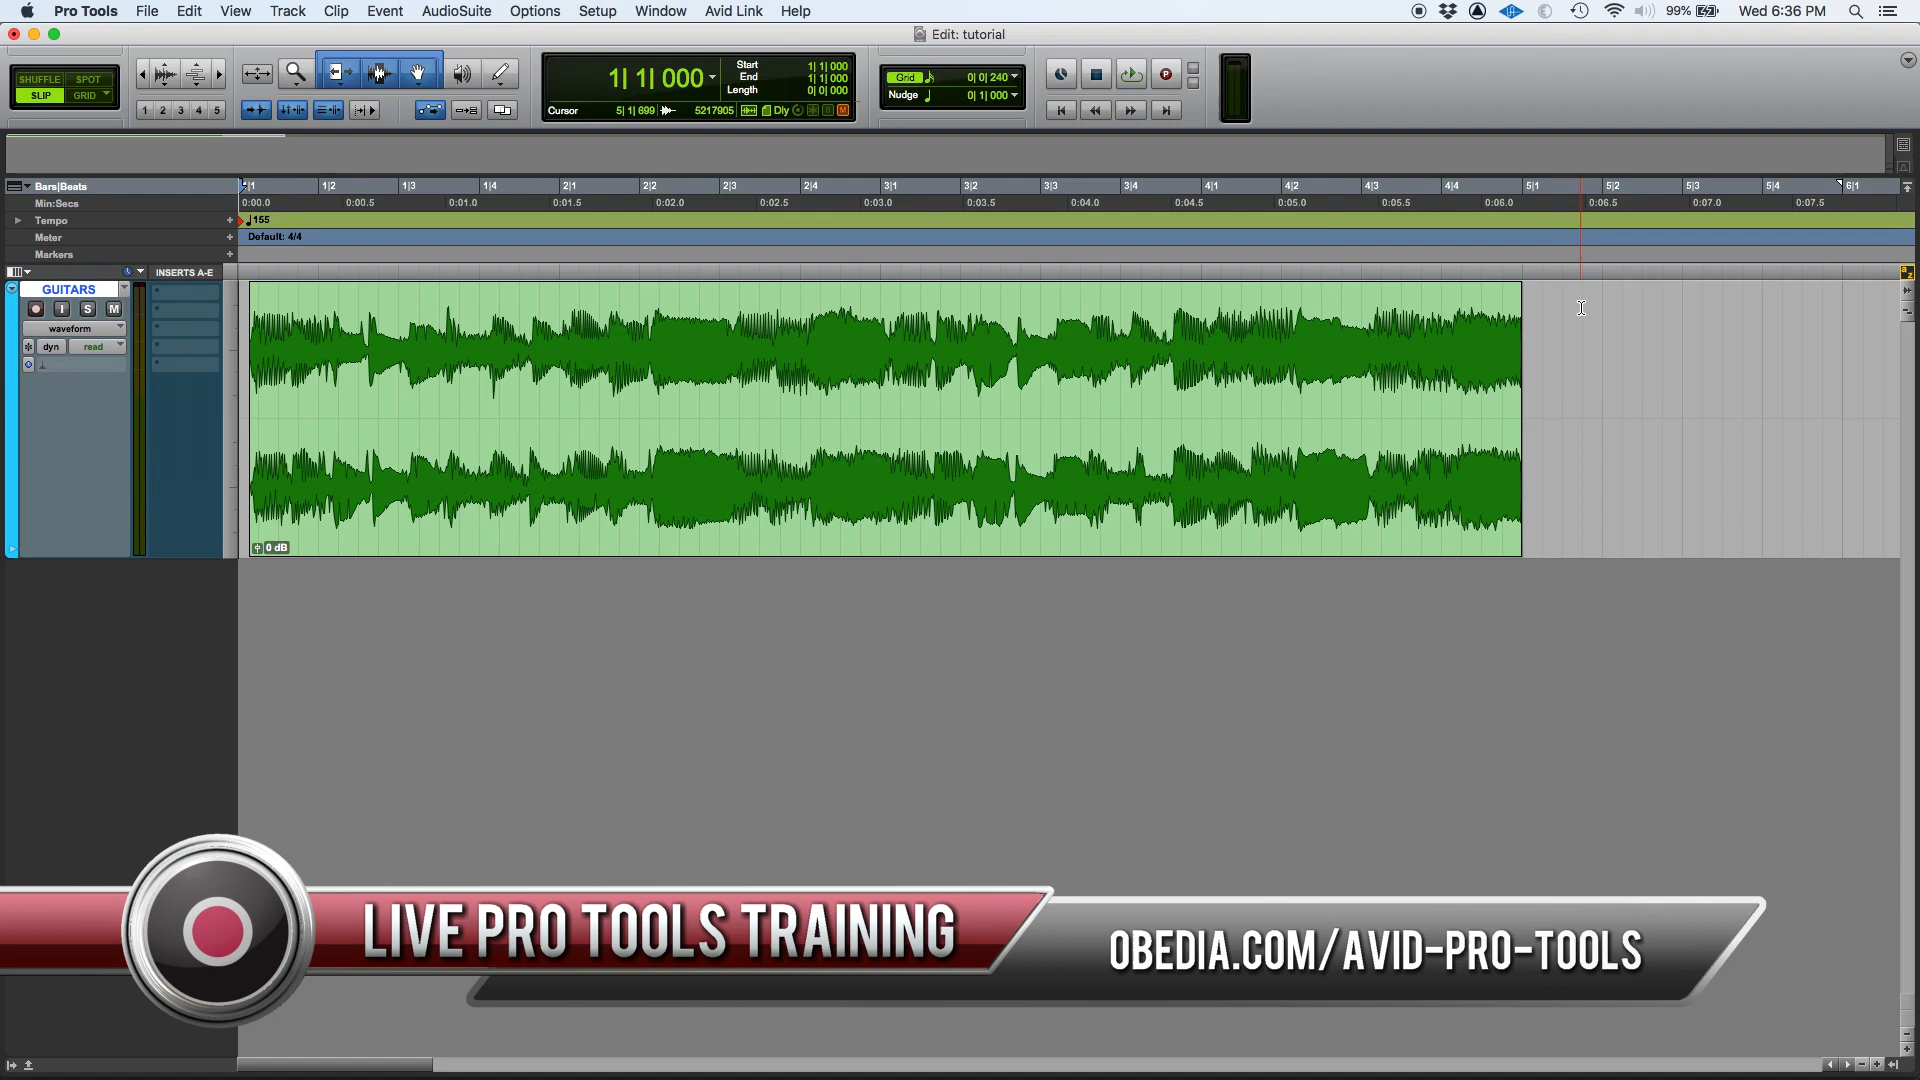 Pro Tools File Edit View Track Clip Event AudioSuite Options Setup Window Avid Link Help 99% Wed 6:36 PM
Edit: tutorial
SHUFFLE SPOT
SLIP GRID
1 2 3 4 5
1| 1| 000
Start 1| 1| 000
End 1| 1| 000
Length 0| 0| 000
Cursor 5| 1| 699 5217905 Dly S M
Grid 0| 0| 240
Nudge 0| 1| 000
Bars|Beats 1|1 1|2 1|3 1|4 2|1 2|2 2|3 2|4 3|1 3|2 3|3 3|4 4|1 4|2 4|3 4|4 5|1 5|2 5|3 5|4 6|1
Min:Secs 0:00.0 0:00.5 0:01.0 0:01.5 0:02.0 0:02.5 0:03.0 0:03.5 0:04.0 0:04.5 0:05.0 0:05.5 0:06.0 0:06.5 0:07.0 0:07.5
Tempo + 155
Meter + Default: 4/4
Markers +
INSERTS A-E
GUITARS
I S M
waveform
dyn read
0 dB
LIVE PRO TOOLS TRAINING
OBEDIA.COM/AVID-PRO-TOOLS